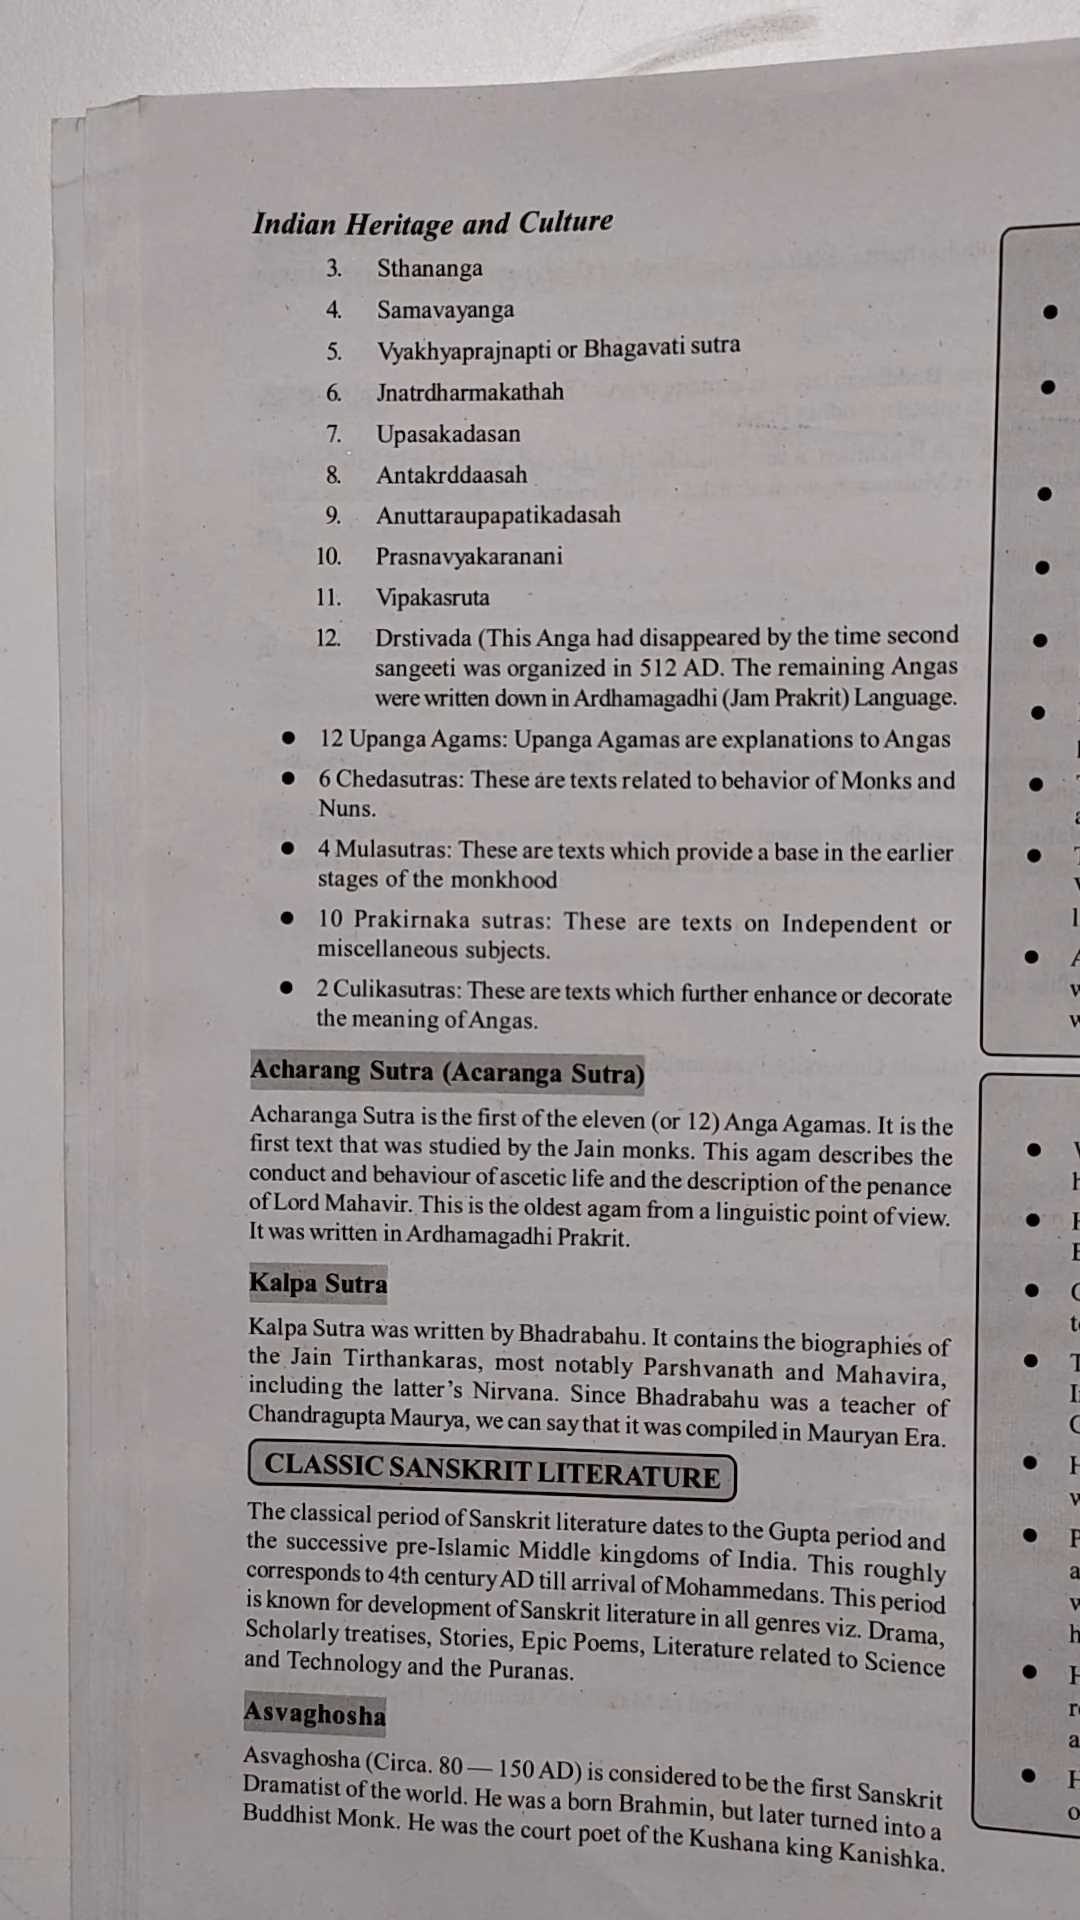 Indian Heritage and Culture
3. Sthananga
4. Samavayanga
5. Vyakhyaprajnapti or Bhagavati sutra
6. Jnatrdharmakathah
7. Upasakadasan
8. Antakrddaasah
9. Anuttaraupapatikadasah
10. Prasnavyakaranani
11. Vipakasruta
12. Drstivada (This Anga had disappeared by the time second
sangeeti was organized in 512 AD. The remaining Angas
were written down in Ardhamagadhi (Jam Prakrit) Language.
● 12 Upanga Agams: Upanga Agamas are explanations to Angas
● 6 Chedasutras: These are texts related to behavior of Monks and
Nuns.
● 4 Mulasutras: These are texts which provide a base in the earlier
stages of the monkhood
● 10 Prakirnaka sutras: These are texts on Independent or
miscellaneous subjects.
● 2 Culikasutras: These are texts which further enhance or decorate
the meaning of Angas.
Acharang Sutra (Acaranga Sutra)
Acharanga Sutra is the first of the eleven (or 12) Anga Agamas. It is the
first text that was studied by the Jain monks. This agam describes the
conduct and behaviour of ascetic life and the description of the penance
of Lord Mahavir. This is the oldest agam from a linguistic point of view.
It was written in Ardhamagadhi Prakrit.
Kalpa Sutra
Kalpa Sutra was written by Bhadrabahu. It contains the biographies of
the Jain Tirthankaras, most notably Parshvanath and Mahavira,
including the latter's Nirvana. Since Bhadrabahu was a teacher of
Chandragupta Maurya, we can say that it was compiled in Mauryan Era.
CLASSIC SANSKRIT LITERATURE
The classical period of Sanskrit literature dates to the Gupta period and
the successive pre-Islamic Middle kingdoms of India. This roughly
corresponds to 4th century AD till arrival of Mohammedans. This period
is known for development of Sanskrit literature in all genres viz. Drama,
Scholarly treatises, Stories, Epic Poems, Literature related to Science
and Technology and the Puranas.
Asvaghosha
Asvaghosha (Circa. 80 — 150 AD) is considered to be the first Sanskrit
Dramatist of the world. He was a born Brahmin, but later turned into a
Buddhist Monk. He was the court poet of the Kushana king Kanishka.